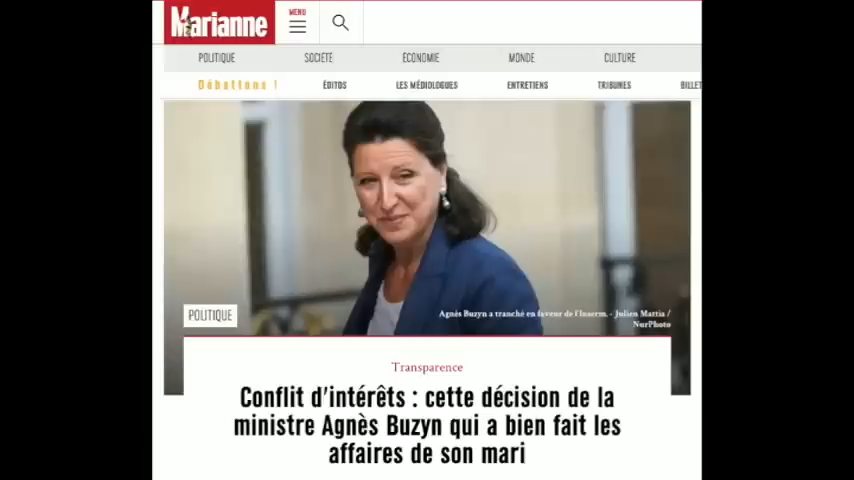 Marianne
MENU
POLITIQUE SOCIÉTÉ ÉCONOMIE MONDE CULTURE
Débattons ! ÉDITOS LES MÉDIOLOGUES ENTRETIENS TRIBUNES BILLET
Agnès Buzyn a tranché en faveur de l'Inserm. - Julien Mattia /
NurPhoto
POLITIQUE
Transparence
Conflit d'intérêts : cette décision de la
ministre Agnès Buzyn qui a bien fait les
affaires de son mari